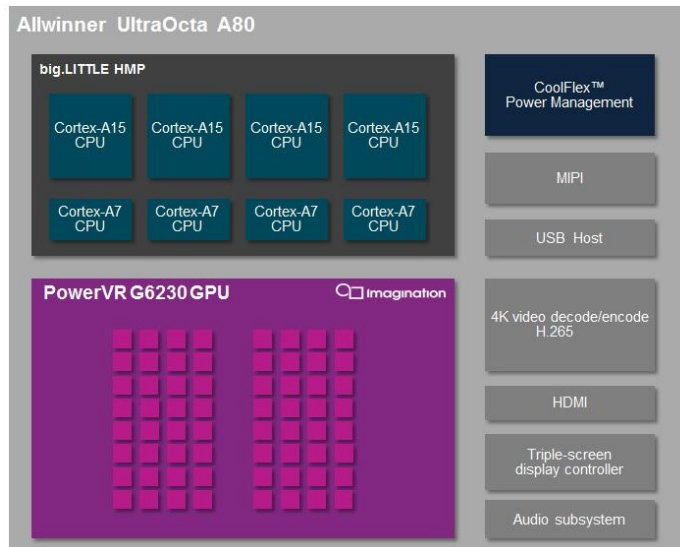 Allwinner UltraOcta A80
big.LITTLE HMP
Cortex-A15
CPU
Cortex-A15
CPU
Cortex-A15
CPU
Cortex-A15
CPU
Cortex-A7
CPU
Cortex-A7
CPU
Cortex-A7
CPU
Cortex-A7
CPU
PowerVR G6230 GPU
Imagination
CoolFlex™
Power Management
MIPI
USB Host
4K video decode/encode
H.265
HDMI
Triple-screen
display controller
Audio subsystem